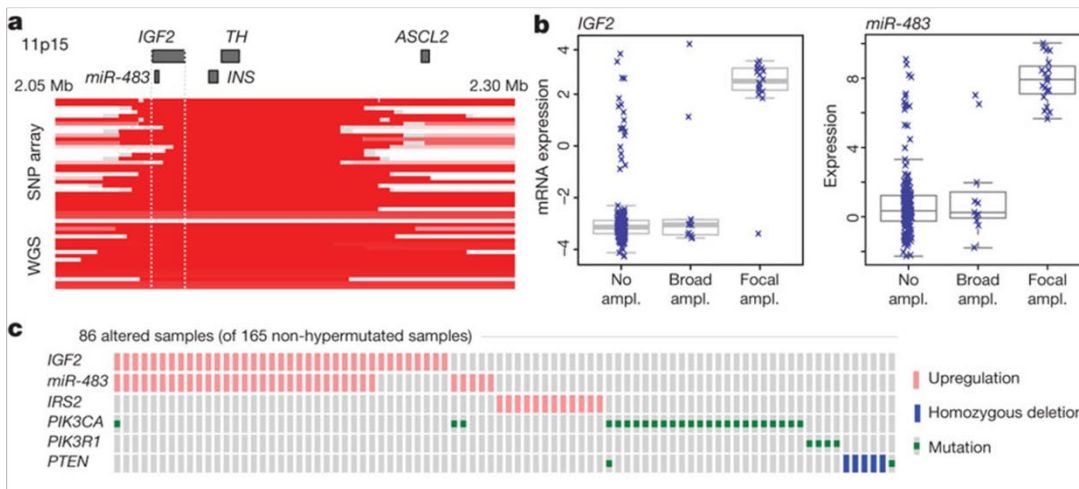 a
IGF2 TH ASCL2
11p15
miR-483 INS
2.05 Mb 2.30 Mb
SNP array
WGS
b
IGF2
mRNA expression
4
2
0
−2
−4
No ampl.
Broad ampl.
Focal ampl.
miR-483
Expression
8
4
0
No ampl.
Broad ampl.
Focal ampl.
c
86 altered samples (of 165 non-hypermutated samples)
IGF2
miR-483
IRS2
PIK3CA
PIK3R1
PTEN
Upregulation
Homozygous deletion
Mutation